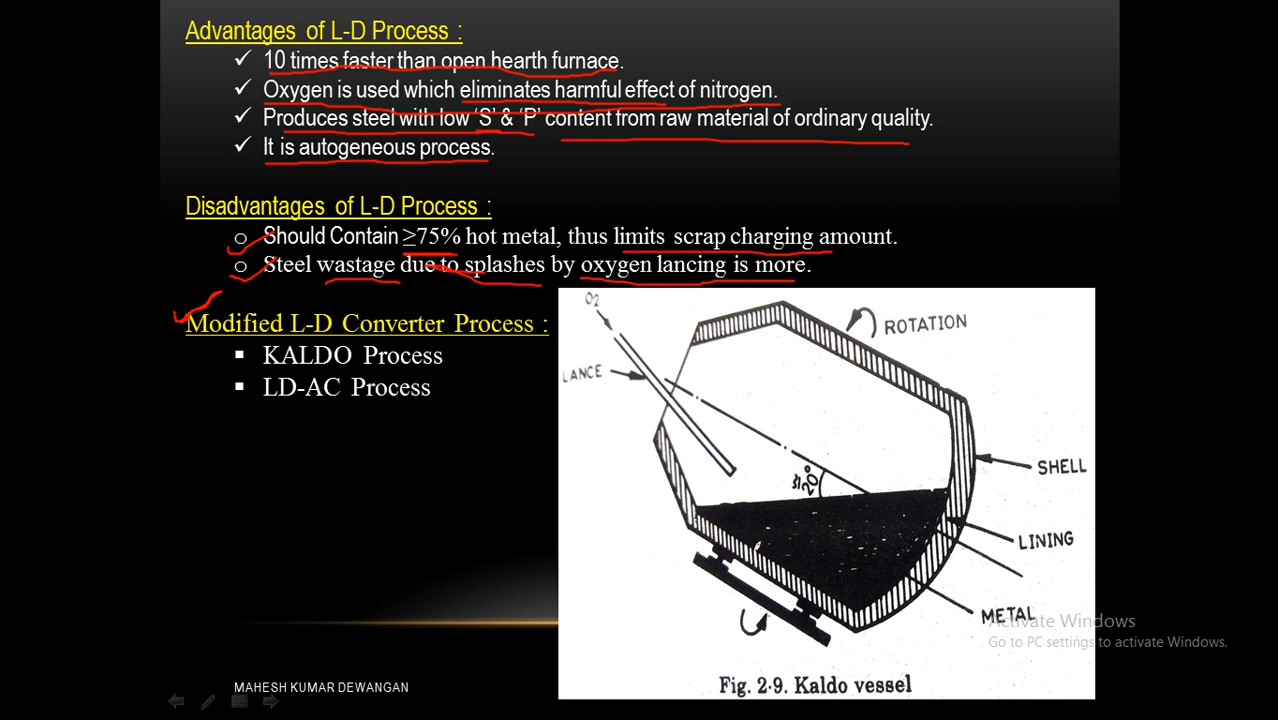 Advantages of L-D Process :
✓ 10 times faster than open hearth furnace.
✓ Oxygen is used which eliminates harmful effect of nitrogen.
✓ Produces steel with low 'S' & 'P' content from raw material of ordinary quality.
✓ It is autogeneous process.
Disadvantages of L-D Process :
o Should Contain ≥75% hot metal, thus limits scrap charging amount.
o Steel wastage due to splashes by oxygen lancing is more.
Modified L-D Converter Process :
▪ KALDO Process
▪ LD-AC Process
O2
ROTATION
LANCE
20°
SHELL
LINING
METAL
Fig. 2·9. Kaldo vessel
Activate Windows
Go to PC settings to activate Windows.
MAHESH KUMAR DEWANGAN